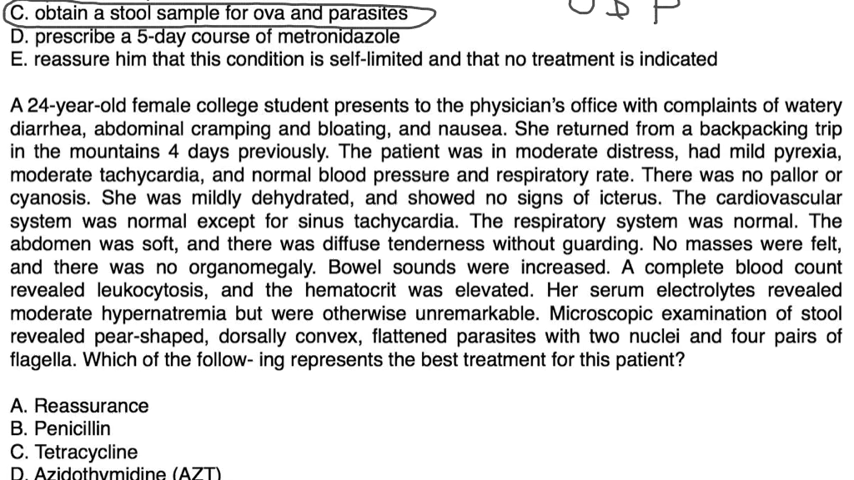 C. obtain a stool sample for ova and parasites
O & P
D. prescribe a 5-day course of metronidazole
E. reassure him that this condition is self-limited and that no treatment is indicated
A 24-year-old female college student presents to the physician's office with complaints of watery
diarrhea, abdominal cramping and bloating, and nausea. She returned from a backpacking trip
in the mountains 4 days previously. The patient was in moderate distress, had mild pyrexia,
moderate tachycardia, and normal blood pressure and respiratory rate. There was no pallor or
cyanosis. She was mildly dehydrated, and showed no signs of icterus. The cardiovascular
system was normal except for sinus tachycardia. The respiratory system was normal. The
abdomen was soft, and there was diffuse tenderness without guarding. No masses were felt,
and there was no organomegaly. Bowel sounds were increased. A complete blood count
revealed leukocytosis, and the hematocrit was elevated. Her serum electrolytes revealed
moderate hypernatremia but were otherwise unremarkable. Microscopic examination of stool
revealed pear-shaped, dorsally convex, flattened parasites with two nuclei and four pairs of
flagella. Which of the follow- ing represents the best treatment for this patient?
A. Reassurance
B. Penicillin
C. Tetracycline
D. Azidothymidine (AZT)